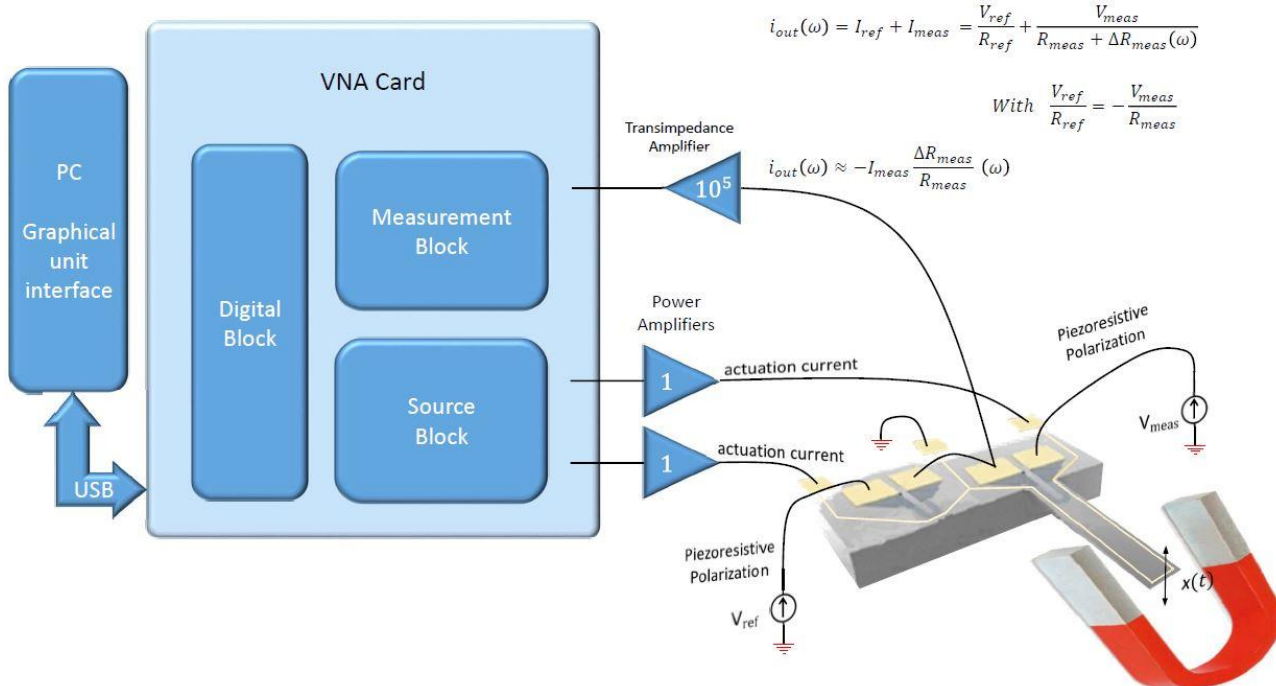 i_out(ω) = I_ref + I_meas = V_ref/R_ref + V_meas/(R_meas + ΔR_meas(ω))
With V_ref/R_ref = −V_meas/R_meas
i_out(ω) ≈ −I_meas ΔR_meas/R_meas (ω)
VNA Card
PC
Graphical
unit
interface
Digital
Block
Measurement
Block
Source
Block
USB
Transimpedance
Amplifier
10⁵
Power
Amplifiers
1
actuation current
1
actuation current
Piezoresistive
Polarization
V_meas
Piezoresistive
Polarization
V_ref
x(t)